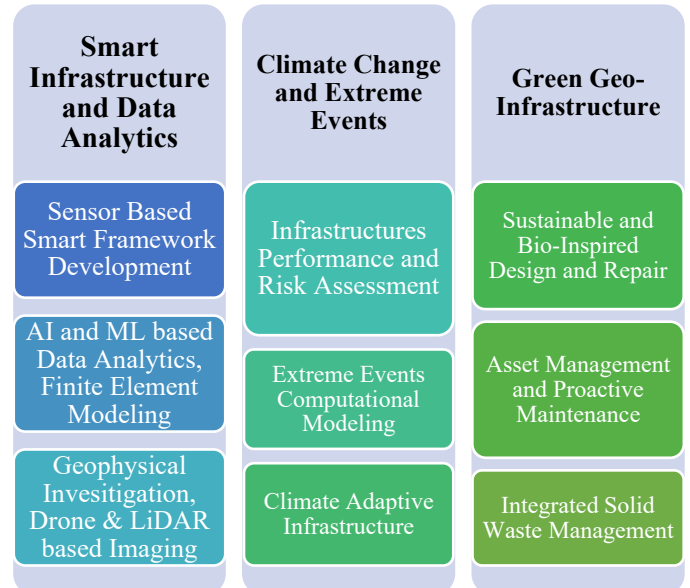 Smart
Infrastructure
and Data
Analytics
Sensor Based
Smart Framework
Development
AI and ML based
Data Analytics,
Finite Element
Modeling
Geophysical
Invesitigation,
Drone & LiDAR
based Imaging
Climate Change
and Extreme
Events
Infrastructures
Performance and
Risk Assessment
Extreme Events
Computational
Modeling
Climate Adaptive
Infrastructure
Green Geo-
Infrastructure
Sustainable and
Bio-Inspired
Design and Repair
Asset Management
and Proactive
Maintenance
Integrated Solid
Waste Management